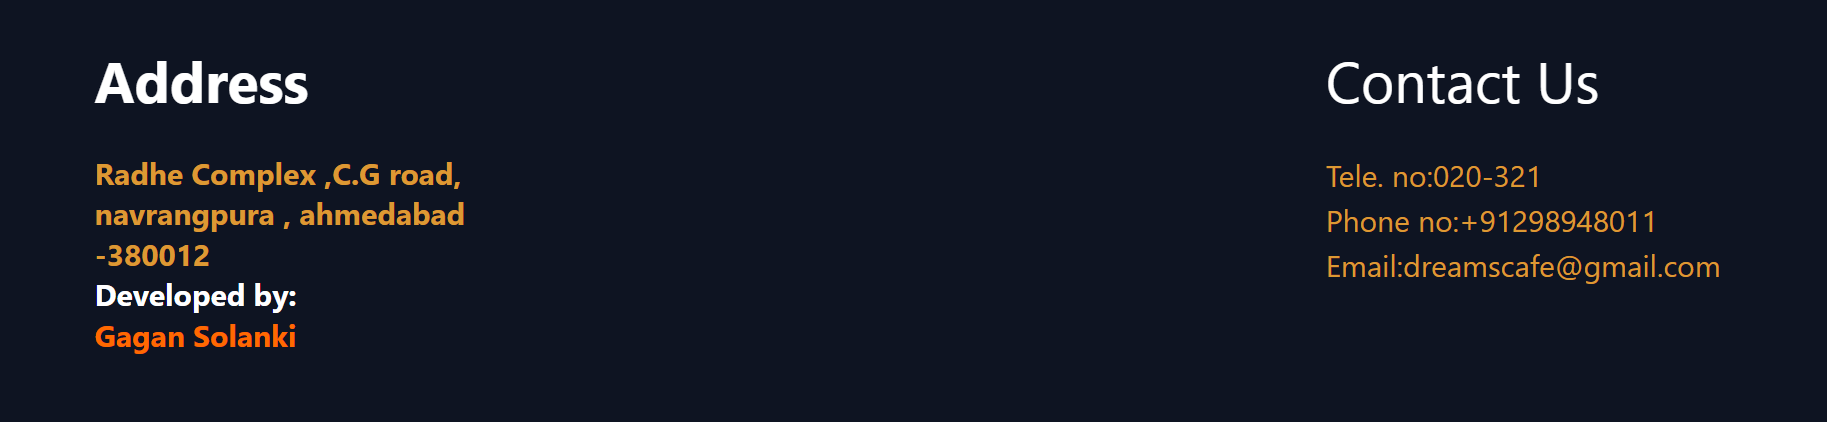 Address
Radhe Complex ,C.G road,
navrangpura , ahmedabad
-380012
Developed by:
Gagan Solanki
Contact Us
Tele. no:020-321
Phone no:+91298948011
Email:dreamscafe@gmail.com